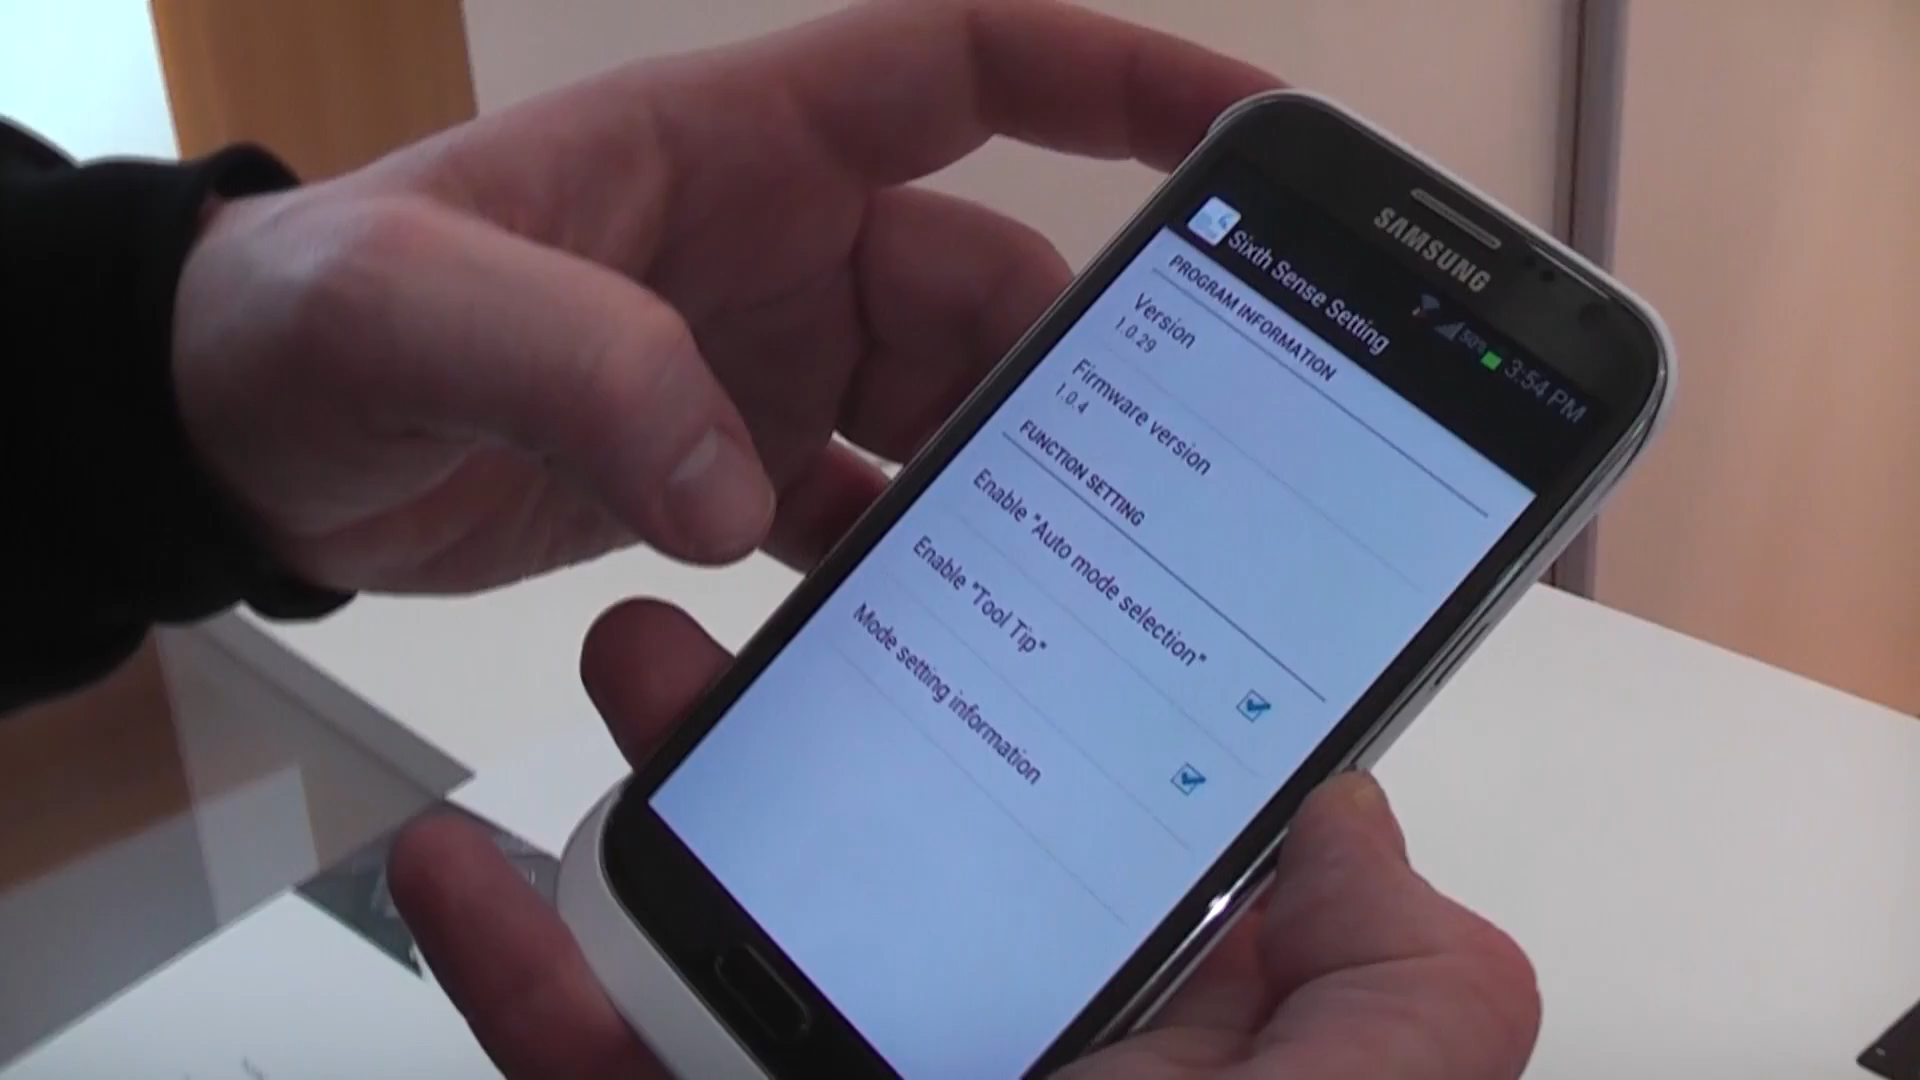 SAMSUNG
50% 3:54 PM
Sixth Sense Setting
PROGRAM INFORMATION
Version
1.0.29
Firmware version
1.0.4
FUNCTION SETTING
Enable "Auto mode selection"
Enable "Tool Tip"
Mode setting information